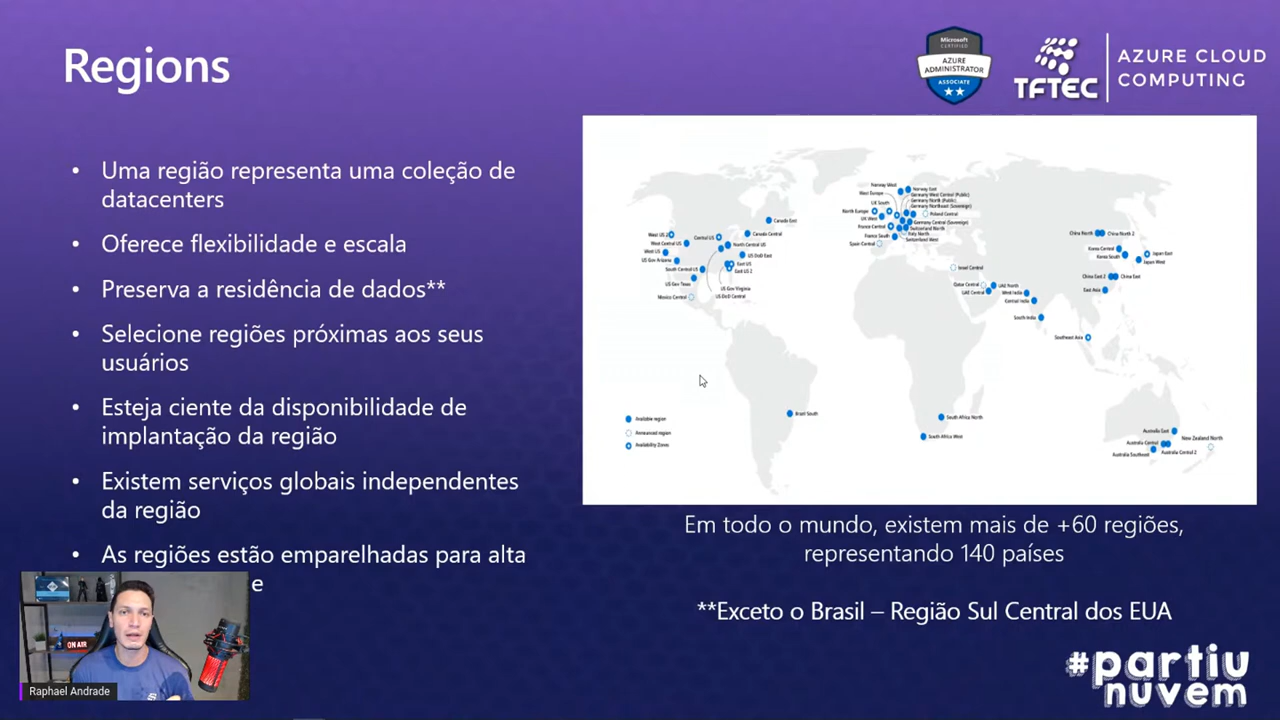 Regions
Microsoft
CERTIFIED
AZURE
ADMINISTRATOR
ASSOCIATE
TFTEC
AZURE CLOUD
COMPUTING
• Uma região representa uma coleção de
datacenters
• Oferece flexibilidade e escala
• Preserva a residência de dados**
• Selecione regiões proximas aos seus
usuários
• Esteja ciente da disponibilidade de
implantação da região
• Existem serviços globais independentes
da região
• As regiões estão emparelhadas para alta
e
Norway West
Norway East
West Europe
Germany West Central (Public)
Germany North (Public)
Germany Northeast (Sovereign)
UK South
North Europe
Poland Central
UK West
Germany Central (Sovereign)
France Central
Switzerland North
Italy North
France South
Switzerland West
Spain Central
Canada East
West US 2
Central US
Canada Central
West Central US
North Central US
West US
US DoD East
US Gov Arizona
East US
South Central US
East US 2
US Gov Texas
US Gov Virginia
Mexico Central
US DoD Central
Israel Central
Qatar Central
UAE North
UAE Central
West India
Central India
South India
China North
China North 2
Korea Central
Korea South
Japan East
Japan West
China East 2
China East
East Asia
Southeast Asia
Brazil South
South Africa North
South Africa West
Australia East
Australia Central
New Zealand North
Australia Southeast
Australia Central 2
Available region
Announced region
Availability Zones
Em todo o mundo, existem mais de +60 regiões,
representando 140 países
**Exceto o Brasil – Região Sul Central dos EUA
ON AIR
Raphael Andrade
#partiu
nuvem